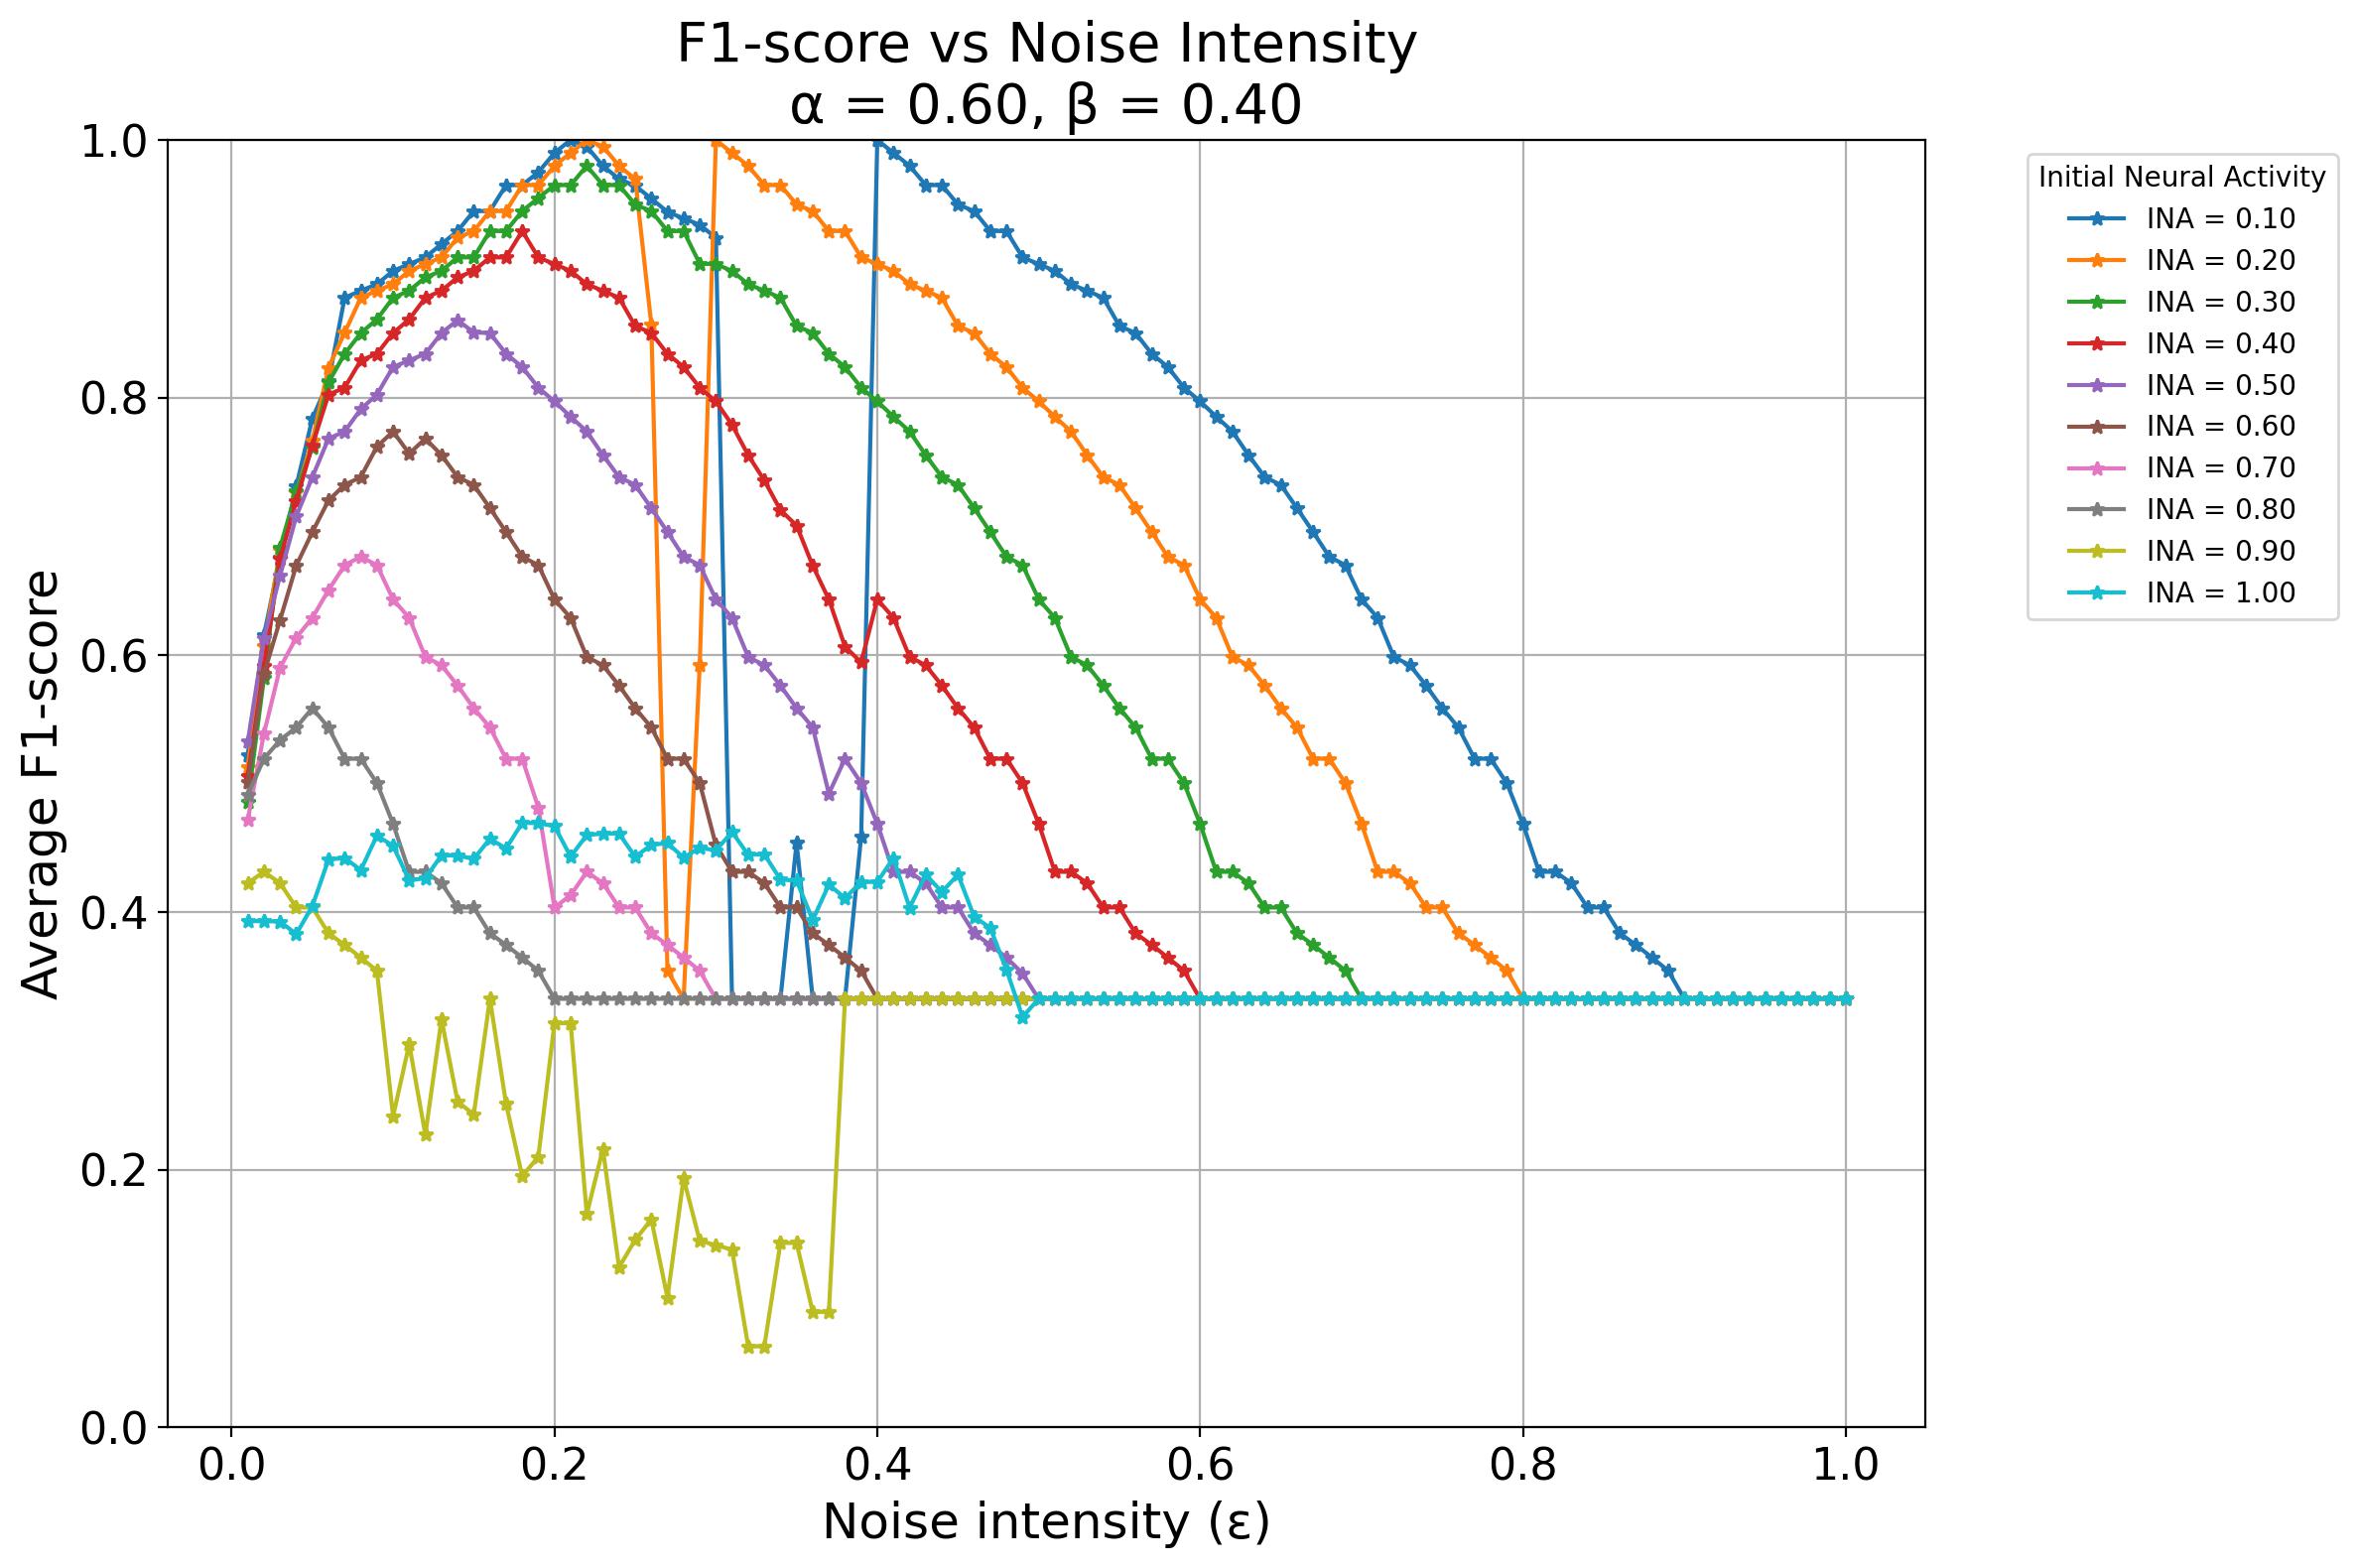 F1-score vs Noise Intensity
α = 0.60, β = 0.40
Average F1-score
1.0
0.8
0.6
0.4
0.2
0.0
0.0 0.2 0.4 0.6 0.8 1.0
Noise intensity (ε)
Initial Neural Activity
INA = 0.10
INA = 0.20
INA = 0.30
INA = 0.40
INA = 0.50
INA = 0.60
INA = 0.70
INA = 0.80
INA = 0.90
INA = 1.00